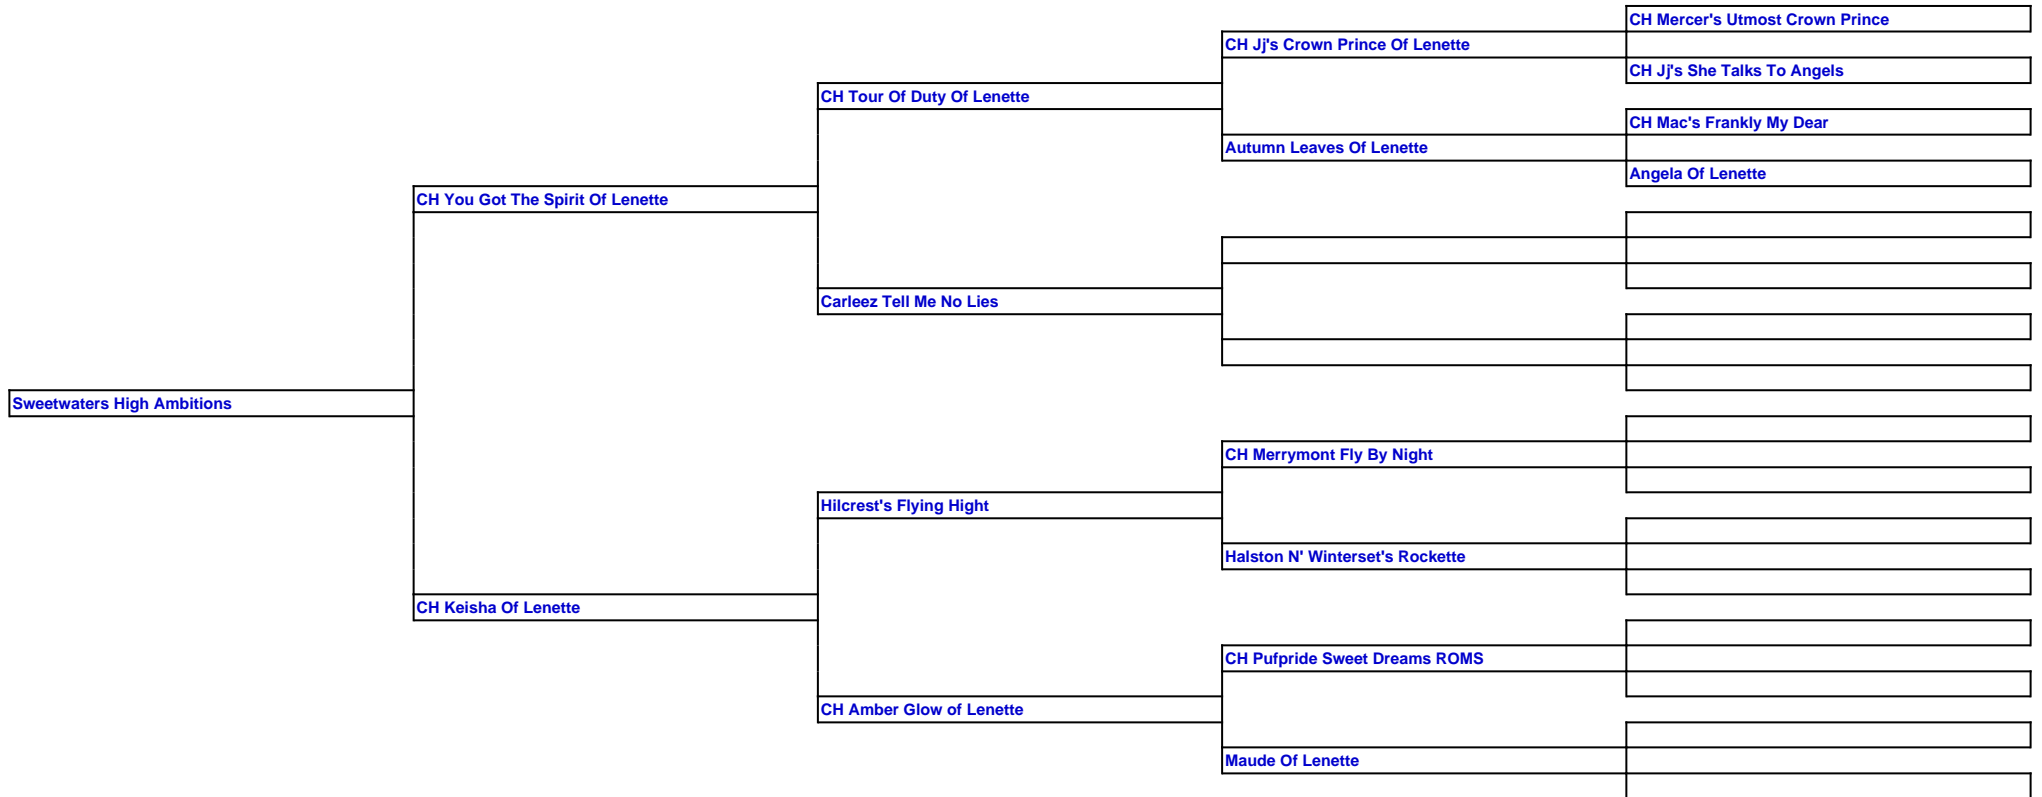 CH Mercer's Utmost Crown Prince
CH Jj's Crown Prince Of Lenette
CH Jj's She Talks To Angels
CH Tour Of Duty Of Lenette
CH Mac's Frankly My Dear
Autumn Leaves Of Lenette
Angela Of Lenette
CH You Got The Spirit Of Lenette
Carleez Tell Me No Lies
Sweetwaters High Ambitions
CH Merrymont Fly By Night
Hilcrest's Flying Hight
Halston N' Winterset's Rockette
CH Keisha Of Lenette
CH Pufpride Sweet Dreams ROMS
CH Amber Glow of Lenette
Maude Of Lenette